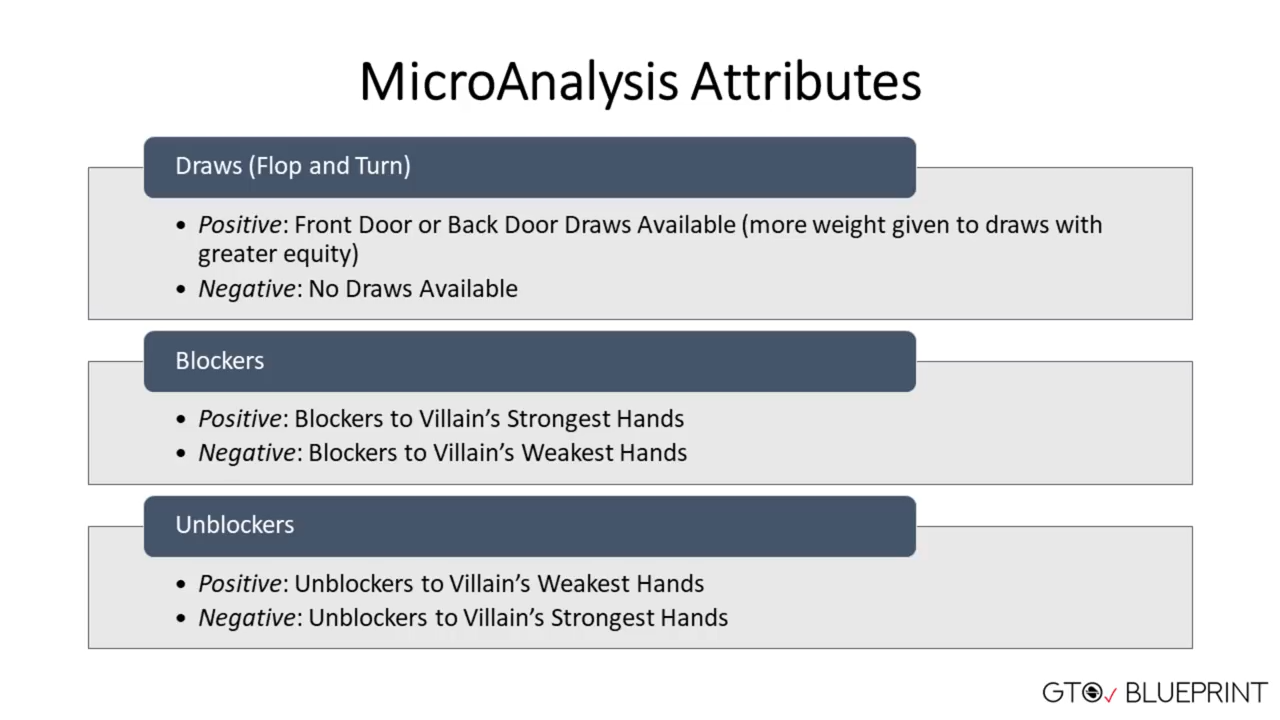 MicroAnalysis Attributes
Draws (Flop and Turn)
• Positive: Front Door or Back Door Draws Available (more weight given to draws with
greater equity)
• Negative: No Draws Available
Blockers
• Positive: Blockers to Villain's Strongest Hands
• Negative: Blockers to Villain's Weakest Hands
Unblockers
• Positive: Unblockers to Villain's Weakest Hands
• Negative: Unblockers to Villain's Strongest Hands
GTO BLUEPRINT